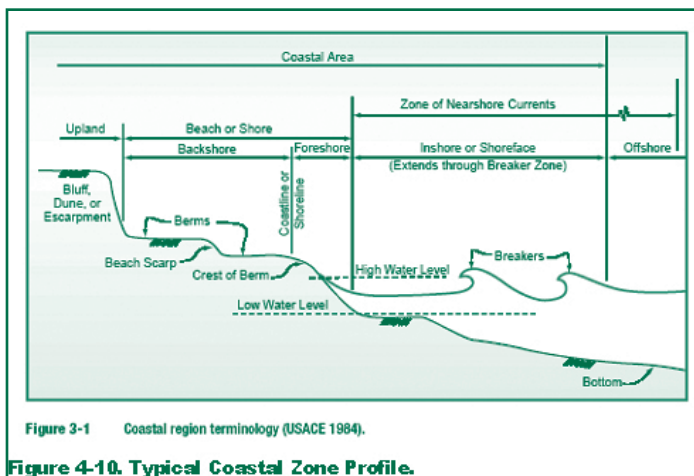 Coastal Area
Zone of Nearshore Currents
Upland
Beach or Shore
Backshore
Foreshore
Inshore or Shoreface
(Extends through Breaker Zone)
Offshore
Coastline or
Shoreline
Bluff,
Dune, or
Escarpment
Berms
Beach Scarp
Crest of Berm
High Water Level
Breakers
Low Water Level
Bottom
Figure 3-1 Coastal region terminology (USACE 1984).
Figure 4-10. Typical Coastal Zone Profile.